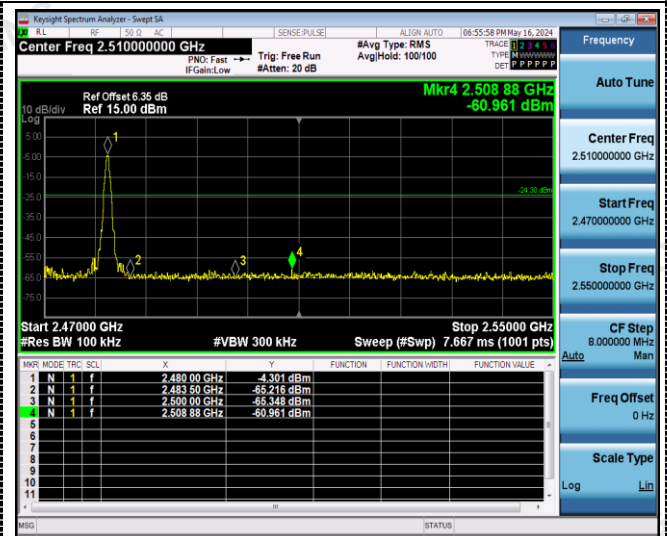 Keysight Spectrum Analyzer - Swept SA
RL RF 50 Ω AC SENSE:PULSE ALIGN AUTO 06:55:58 PM May 16, 2024
Center Freq 2.510000000 GHz #Avg Type: RMS TRACE 1 2 3 4 5 6
PNO: Fast Trig: Free Run Avg|Hold: 100/100 TYPE M W W W W W
IFGain:Low #Atten: 20 dB DET P P P P P P
Frequency
Auto Tune
Center Freq
2.510000000 GHz
Start Freq
2.470000000 GHz
Stop Freq
2.550000000 GHz
CF Step
8.000000 MHz
Auto Man
Freq Offset
0 Hz
Scale Type
Log Lin
Mkr4 2.508 88 GHz
-60.961 dBm
Ref Offset 6.35 dB
10 dB/div Ref 15.00 dBm
Log
5.00
-5.00
-15.0
-25.0
-35.0
-45.0
-55.0
-65.0
-75.0
1
2
3
4
-24.30 dBm
Start 2.47000 GHz Stop 2.55000 GHz
#Res BW 100 kHz #VBW 300 kHz Sweep (#Swp) 7.667 ms (1001 pts)
MKR MODE TRC SCL X Y FUNCTION FUNCTION WIDTH FUNCTION VALUE
1 N 1 f 2.480 00 GHz -4.301 dBm
2 N 1 f 2.483 50 GHz -65.216 dBm
3 N 1 f 2.500 00 GHz -65.348 dBm
4 N 1 f 2.508 88 GHz -60.961 dBm
5
6
7
8
9
10
11
MSG STATUS